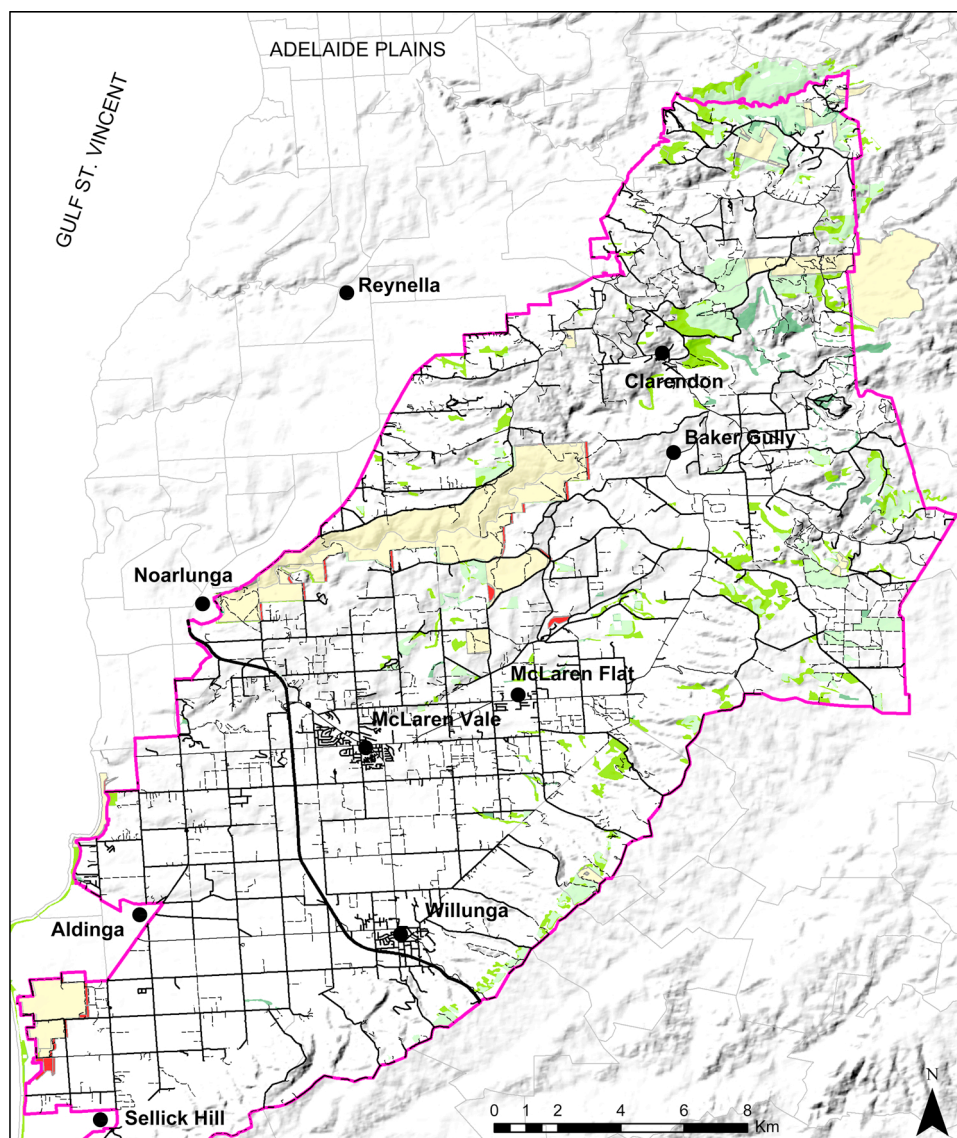 ADELAIDE PLAINS
GULF ST. VINCENT
Reynella
Clarendon
Baker Gully
Noarlunga
McLaren Flat
McLaren Vale
Willunga
Aldinga
Sellick Hill
N
0 1 2 4 6 8
Km